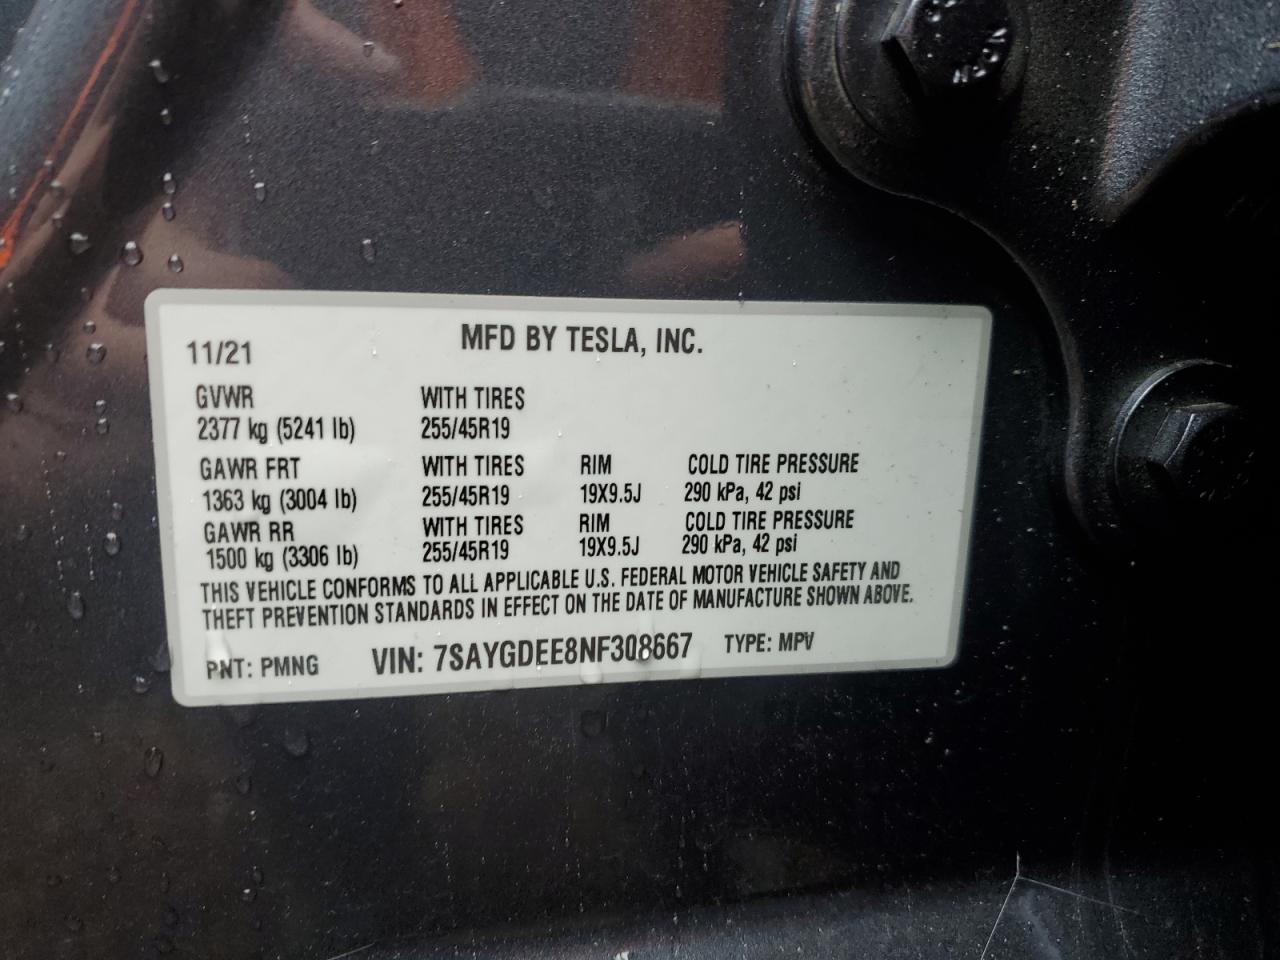 11/21 MFD BY TESLA, INC.
GVWR WITH TIRES
2377 kg (5241 lb) 255/45R19
GAWR FRT WITH TIRES RIM COLD TIRE PRESSURE
1363 kg (3004 lb) 255/45R19 19X9.5J 290 kPa, 42 psi
GAWR RR WITH TIRES RIM COLD TIRE PRESSURE
1500 kg (3306 lb) 255/45R19 19X9.5J 290 kPa, 42 psi
THIS VEHICLE CONFORMS TO ALL APPLICABLE U.S. FEDERAL MOTOR VEHICLE SAFETY AND
THEFT PREVENTION STANDARDS IN EFFECT ON THE DATE OF MANUFACTURE SHOWN ABOVE.
PNT: PMNG VIN: 7SAYGDEE8NF308667 TYPE: MPV